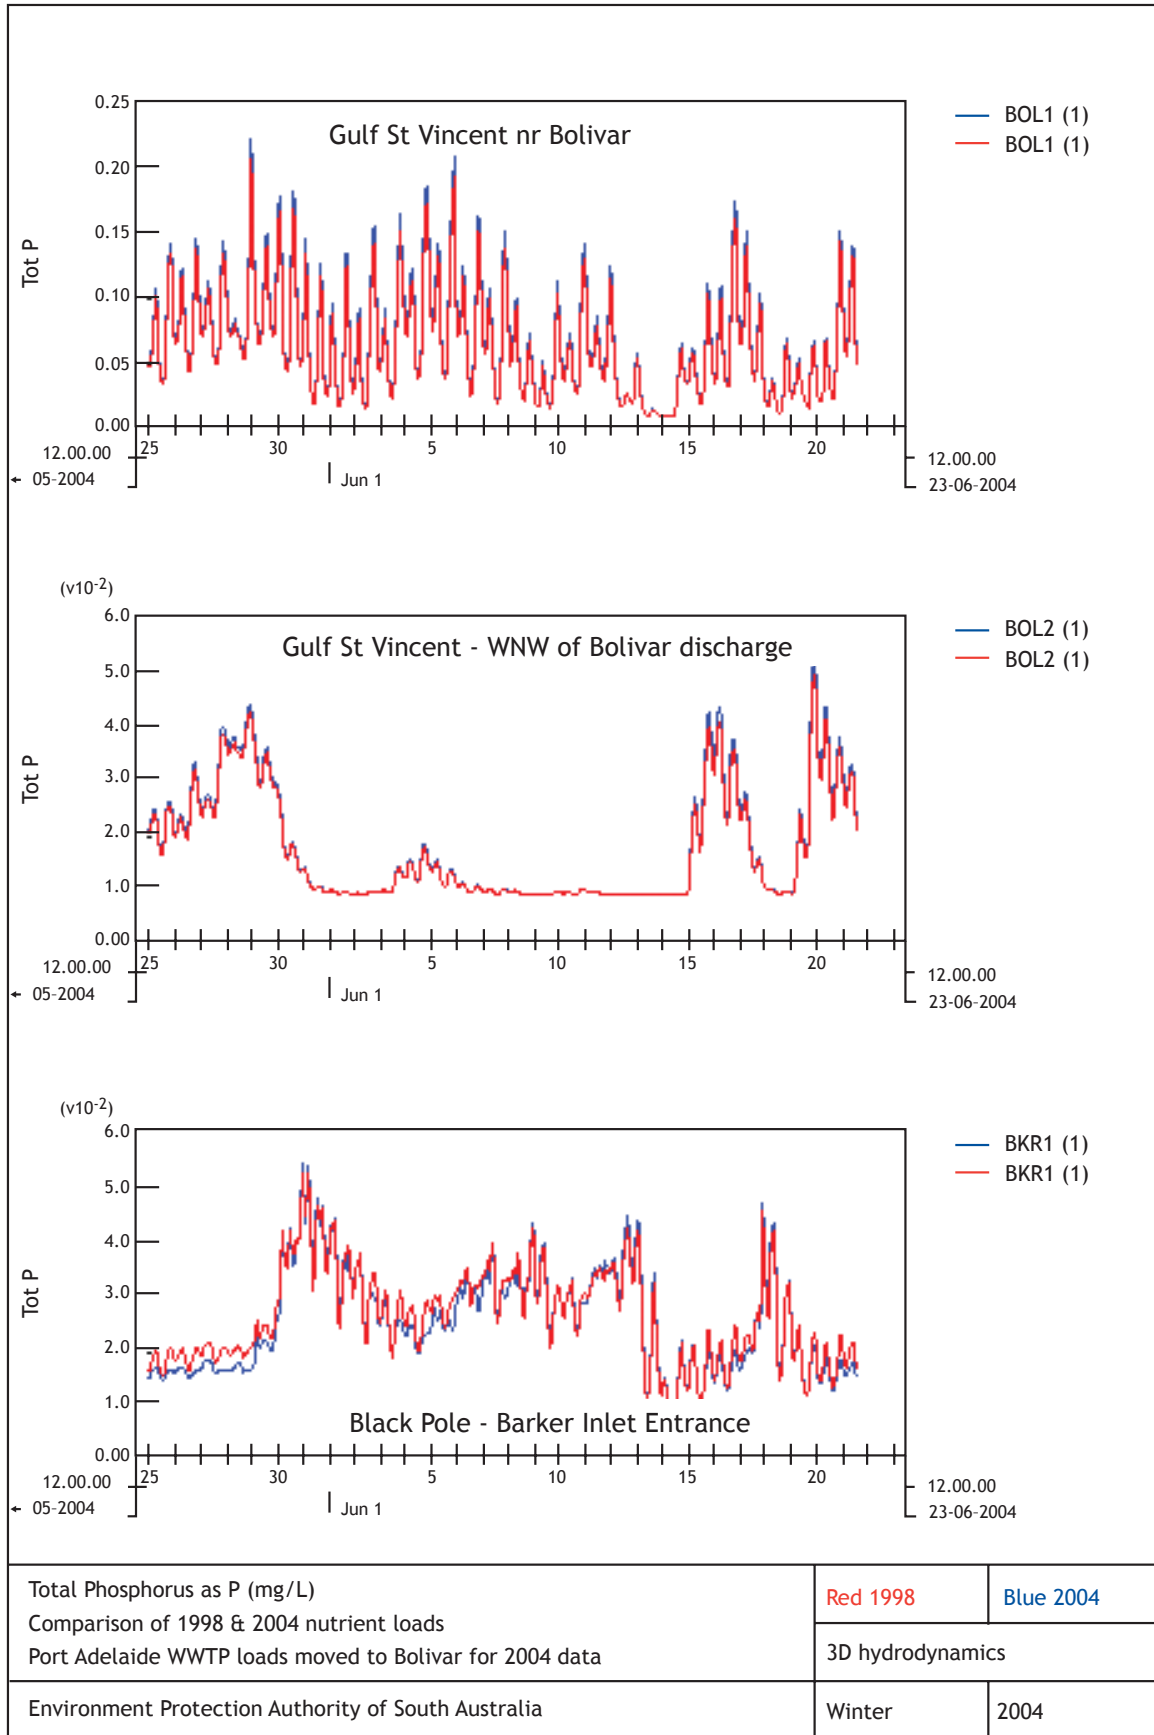 0.25
Gulf St Vincent nr Bolivar
BOL1 (1)
BOL1 (1)
0.20
0.15
Tot P
0.10
0.05
0.00
25 30 5 10 15 20
12.00.00
05-2004
Jun 1
12.00.00
23-06-2004
(v10-2)
6.0
Gulf St Vincent - WNW of Bolivar discharge
BOL2 (1)
BOL2 (1)
5.0
4.0
Tot P
3.0
2.0
1.0
0.00
25 30 5 10 15 20
12.00.00
05-2004
Jun 1
12.00.00
23-06-2004
(v10-2)
6.0
BKR1 (1)
BKR1 (1)
5.0
4.0
Tot P
3.0
2.0
1.0
Black Pole - Barker Inlet Entrance
0.00
25 30 5 10 15 20
12.00.00
05-2004
Jun 1
12.00.00
23-06-2004
Total Phosphorus as P (mg/L)
Comparison of 1998 & 2004 nutrient loads
Port Adelaide WWTP loads moved to Bolivar for 2004 data
Red 1998
Blue 2004
3D hydrodynamics
Environment Protection Authority of South Australia
Winter
2004